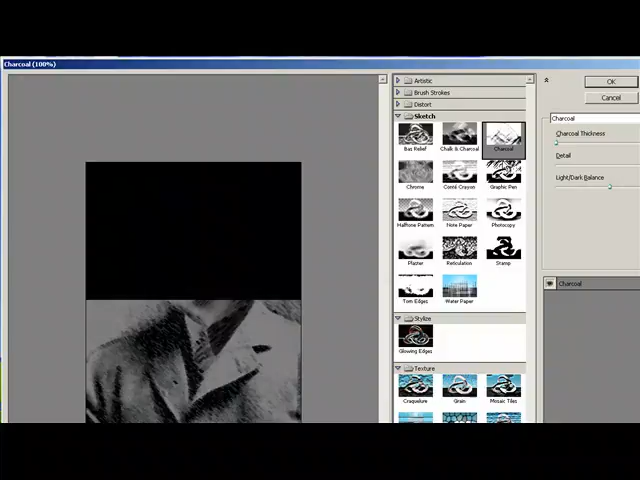 Charcoal (100%)
Artistic
Brush Strokes
Distort
Sketch
Bas Relief
Chalk & Charcoal
Charcoal
Chrome
Conté Crayon
Graphic Pen
Halftone Pattern
Note Paper
Photocopy
Plaster
Reticulation
Stamp
Torn Edges
Water Paper
Stylize
Glowing Edges
Texture
Craquelure
Grain
Mosaic Tiles
OK
Cancel
Charcoal
Charcoal Thickness
Detail
Light/Dark Balance
Charcoal